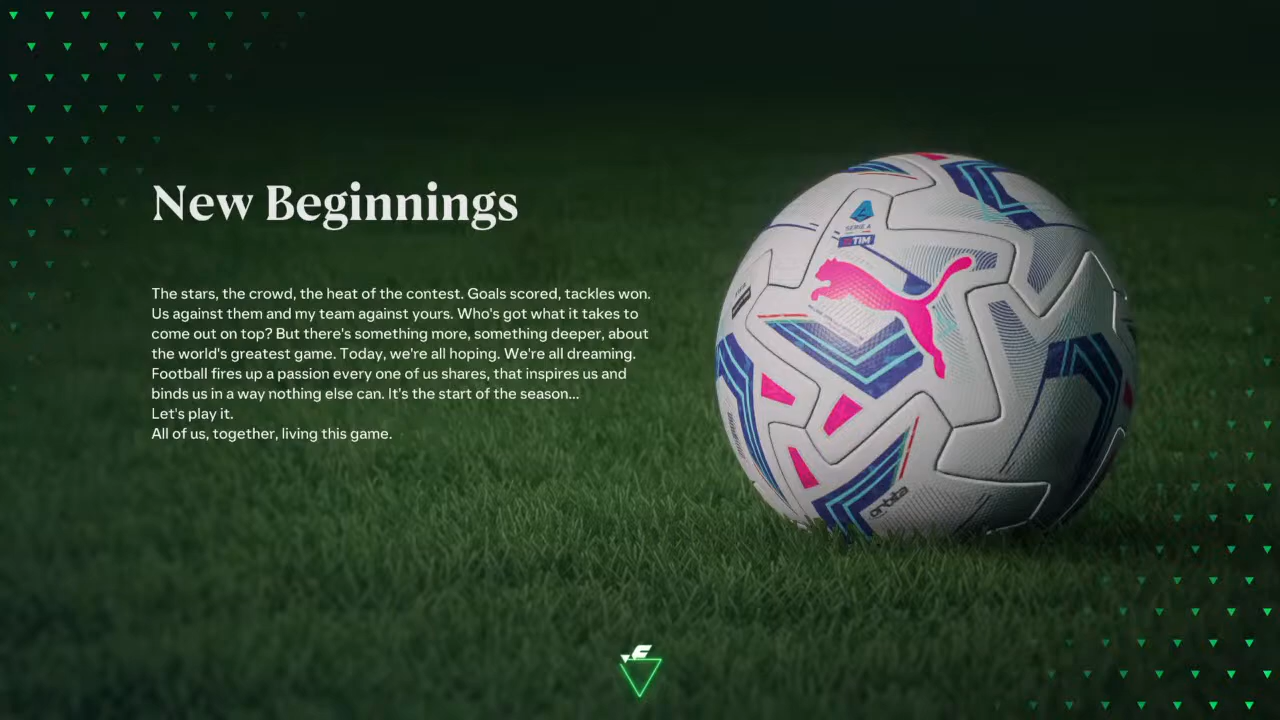 New Beginnings
The stars, the crowd, the heat of the contest. Goals scored, tackles won.
Us against them and my team against yours. Who's got what it takes to
come out on top? But there's something more, something deeper, about
the world's greatest game. Today, we're all hoping. We're all dreaming.
Football fires up a passion every one of us shares, that inspires us and
binds us in a way nothing else can. It's the start of the season...
Let's play it.
All of us, together, living this game.
SERIE A
TIM
orbita